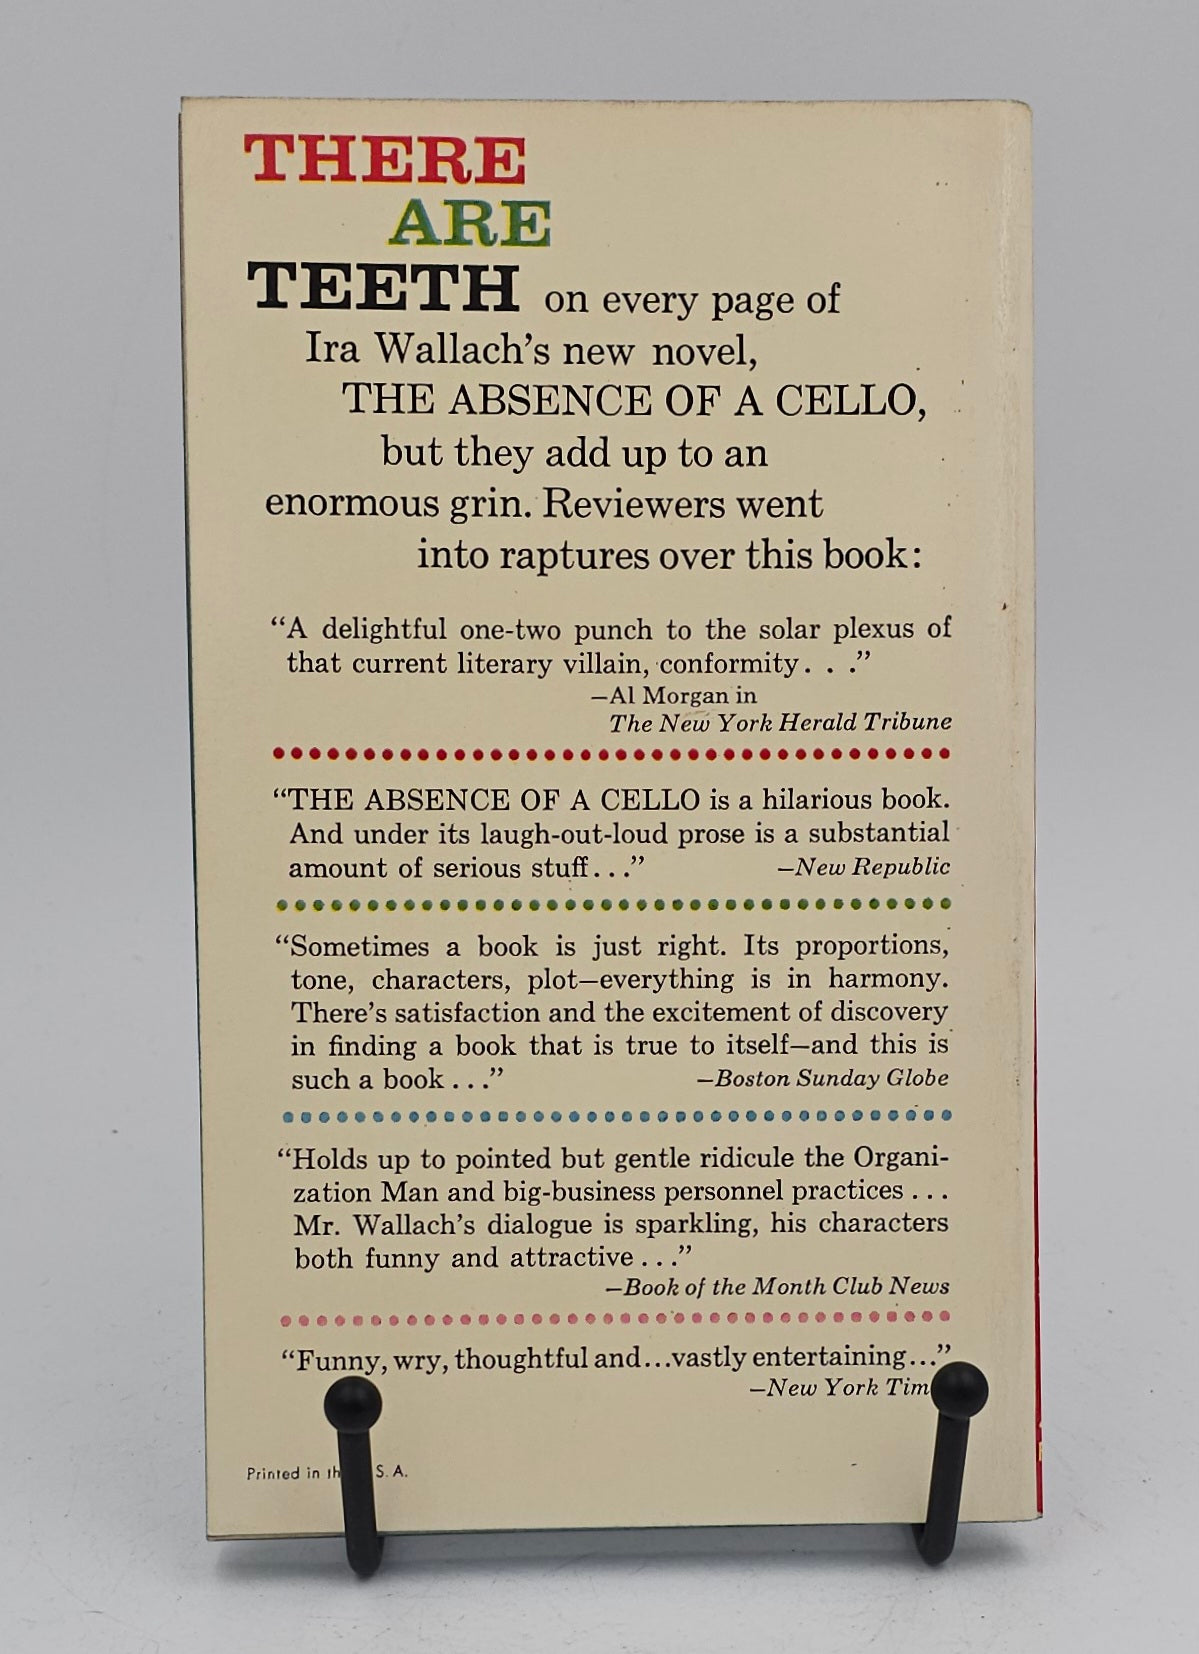 THERE
ARE
TEETH on every page of
Ira Wallach's new novel,
THE ABSENCE OF A CELLO,
but they add up to an
enormous grin. Reviewers went
into raptures over this book:
“A delightful one-two punch to the solar plexus of
that current literary villain, conformity. . .”
—Al Morgan in
The New York Herald Tribune
“THE ABSENCE OF A CELLO is a hilarious book.
And under its laugh-out-loud prose is a substantial
amount of serious stuff...” —New Republic
“Sometimes a book is just right. Its proportions,
tone, characters, plot—everything is in harmony.
There's satisfaction and the excitement of discovery
in finding a book that is true to itself—and this is
such a book...” —Boston Sunday Globe
“Holds up to pointed but gentle ridicule the Organi-
zation Man and big-business personnel practices...
Mr. Wallach's dialogue is sparkling, his characters
both funny and attractive...”
—Book of the Month Club News
“Funny, wry, thoughtful and...vastly entertaining...”
—New York
Printed in S. A.